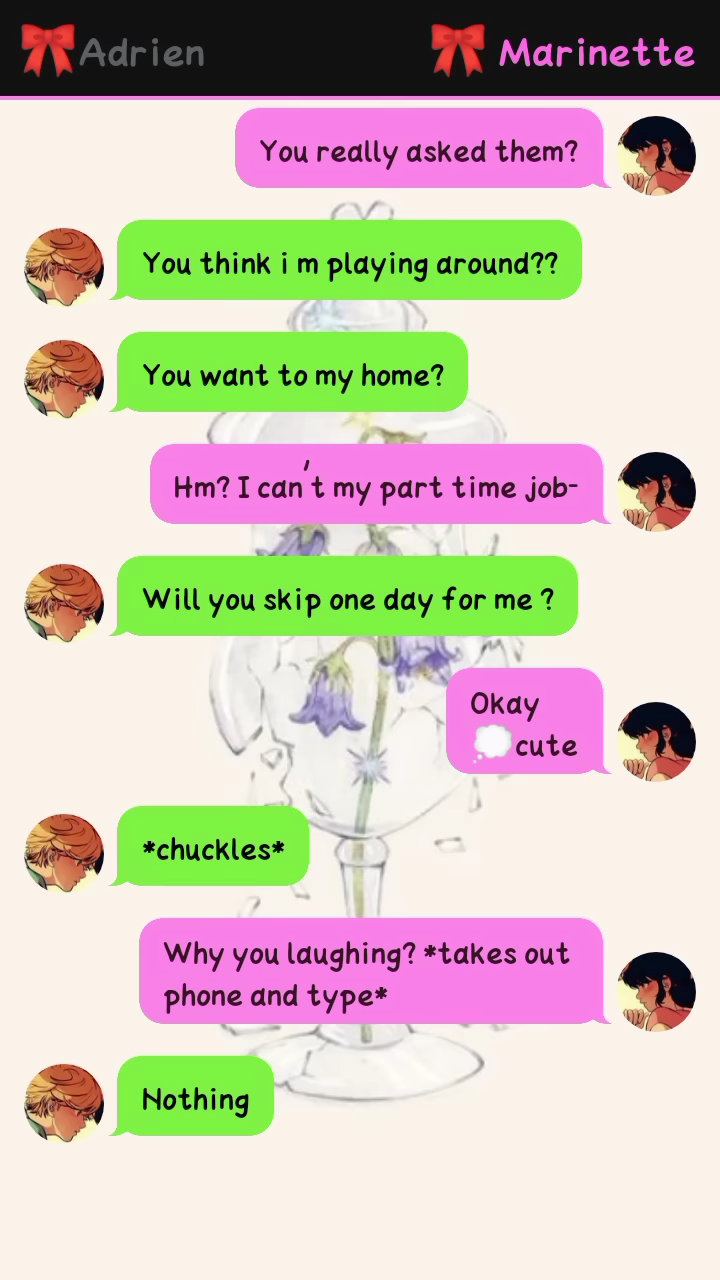 🎀Adrien
🎀 Marinette
You really asked them?
You think i m playing around??
You want to my home?
Hm? I can't my part time job-
Will you skip one day for me ?
Okay
💭cute
*chuckles*
Why you laughing? *takes out
phone and type*
Nothing